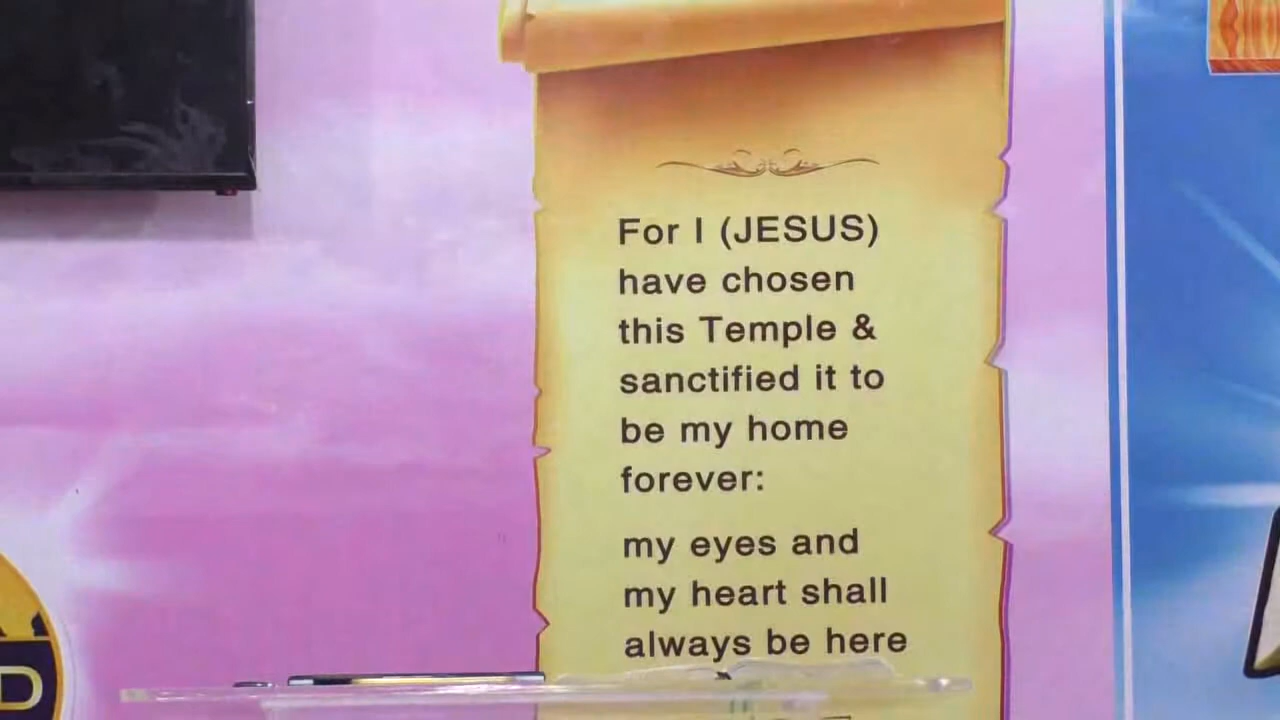 For I (JESUS)
have chosen
this Temple &
sanctified it to
be my home
forever:
my eyes and
my heart shall
always be here
D